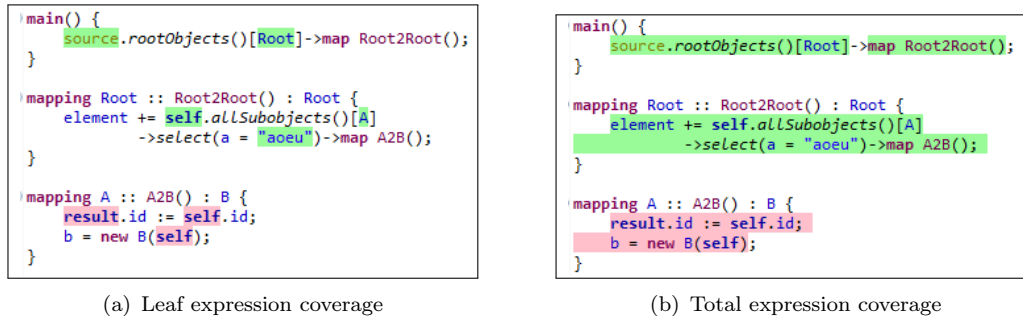 main() {
source.rootObjects()[Root]->map Root2Root();
}
mapping Root :: Root2Root() : Root {
element += self.allSubobjects()[A]
->select(a = "aoeu")->map A2B();
}
mapping A :: A2B() : B {
result.id := self.id;
b = new B(self);
}
(a) Leaf expression coverage
main() {
source.rootObjects()[Root]->map Root2Root();
}
mapping Root :: Root2Root() : Root {
element += self.allSubobjects()[A]
->select(a = "aoeu")->map A2B();
}
mapping A :: A2B() : B {
result.id := self.id;
b = new B(self);
}
(b) Total expression coverage